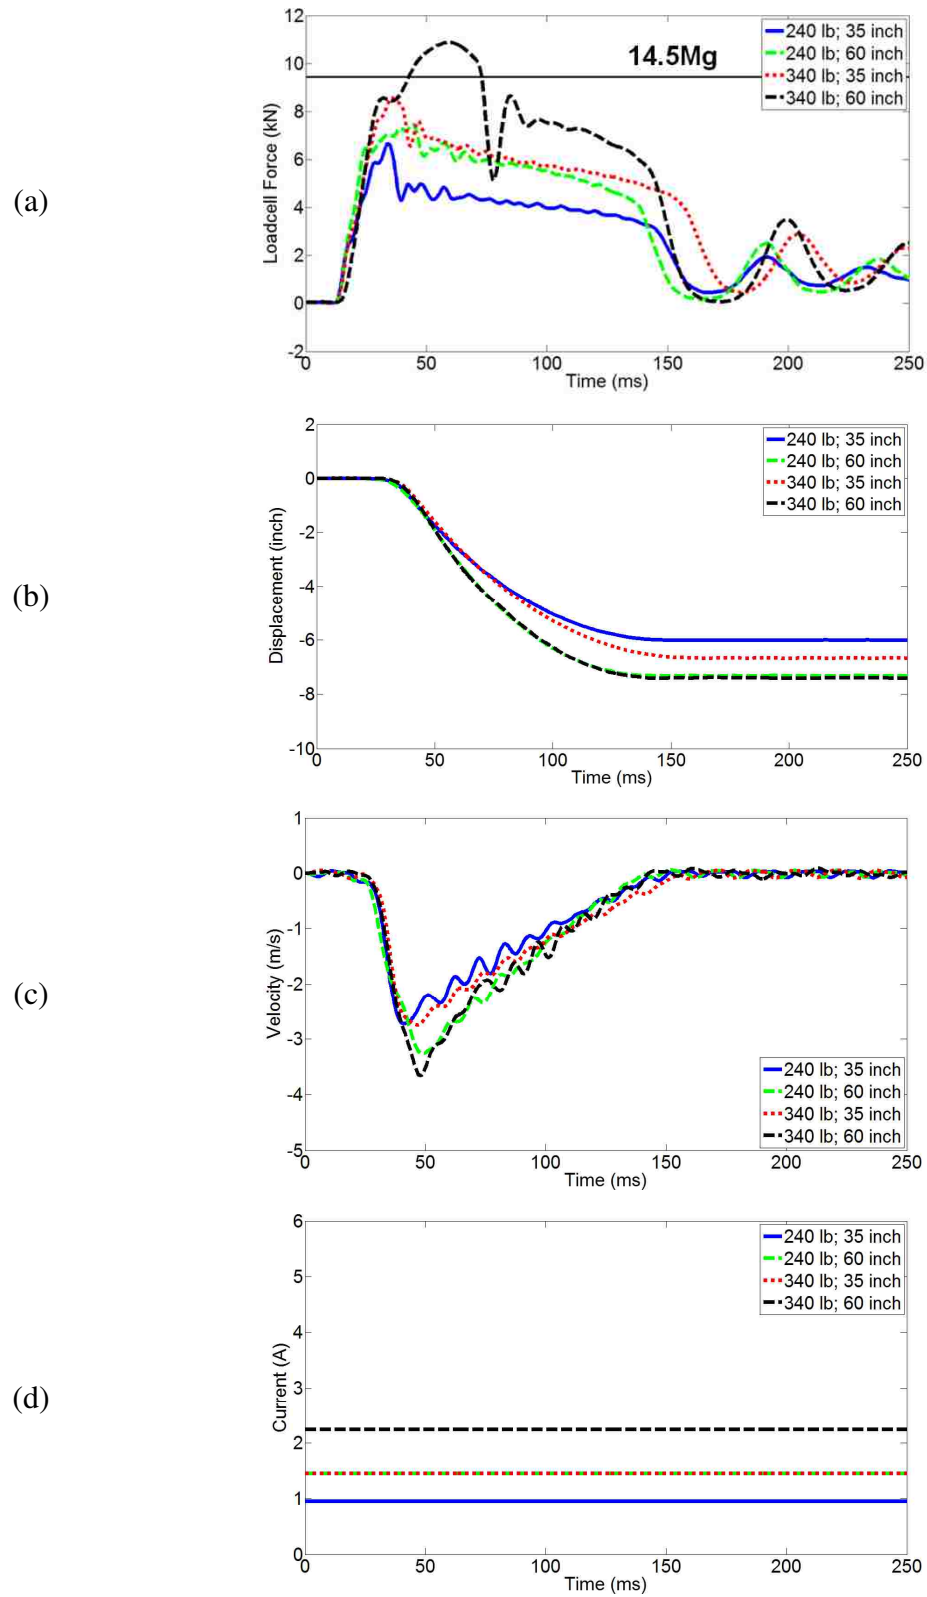 (a)
12
10
8
6
4
2
0
-2
Loadcell Force (kN)
14.5Mg
240 lb; 35 inch
240 lb; 60 inch
340 lb; 35 inch
340 lb; 60 inch
0 50 100 150 200 250
Time (ms)
(b)
2
0
-2
-4
-6
-8
-10
Displacement (inch)
240 lb; 35 inch
240 lb; 60 inch
340 lb; 35 inch
340 lb; 60 inch
0 50 100 150 200 250
Time (ms)
(c)
1
0
-1
-2
-3
-4
-5
Velocity (m/s)
240 lb; 35 inch
240 lb; 60 inch
340 lb; 35 inch
340 lb; 60 inch
0 50 100 150 200 250
Time (ms)
(d)
6
5
4
3
2
1
0
Current (A)
240 lb; 35 inch
240 lb; 60 inch
340 lb; 35 inch
340 lb; 60 inch
0 50 100 150 200 250
Time (ms)